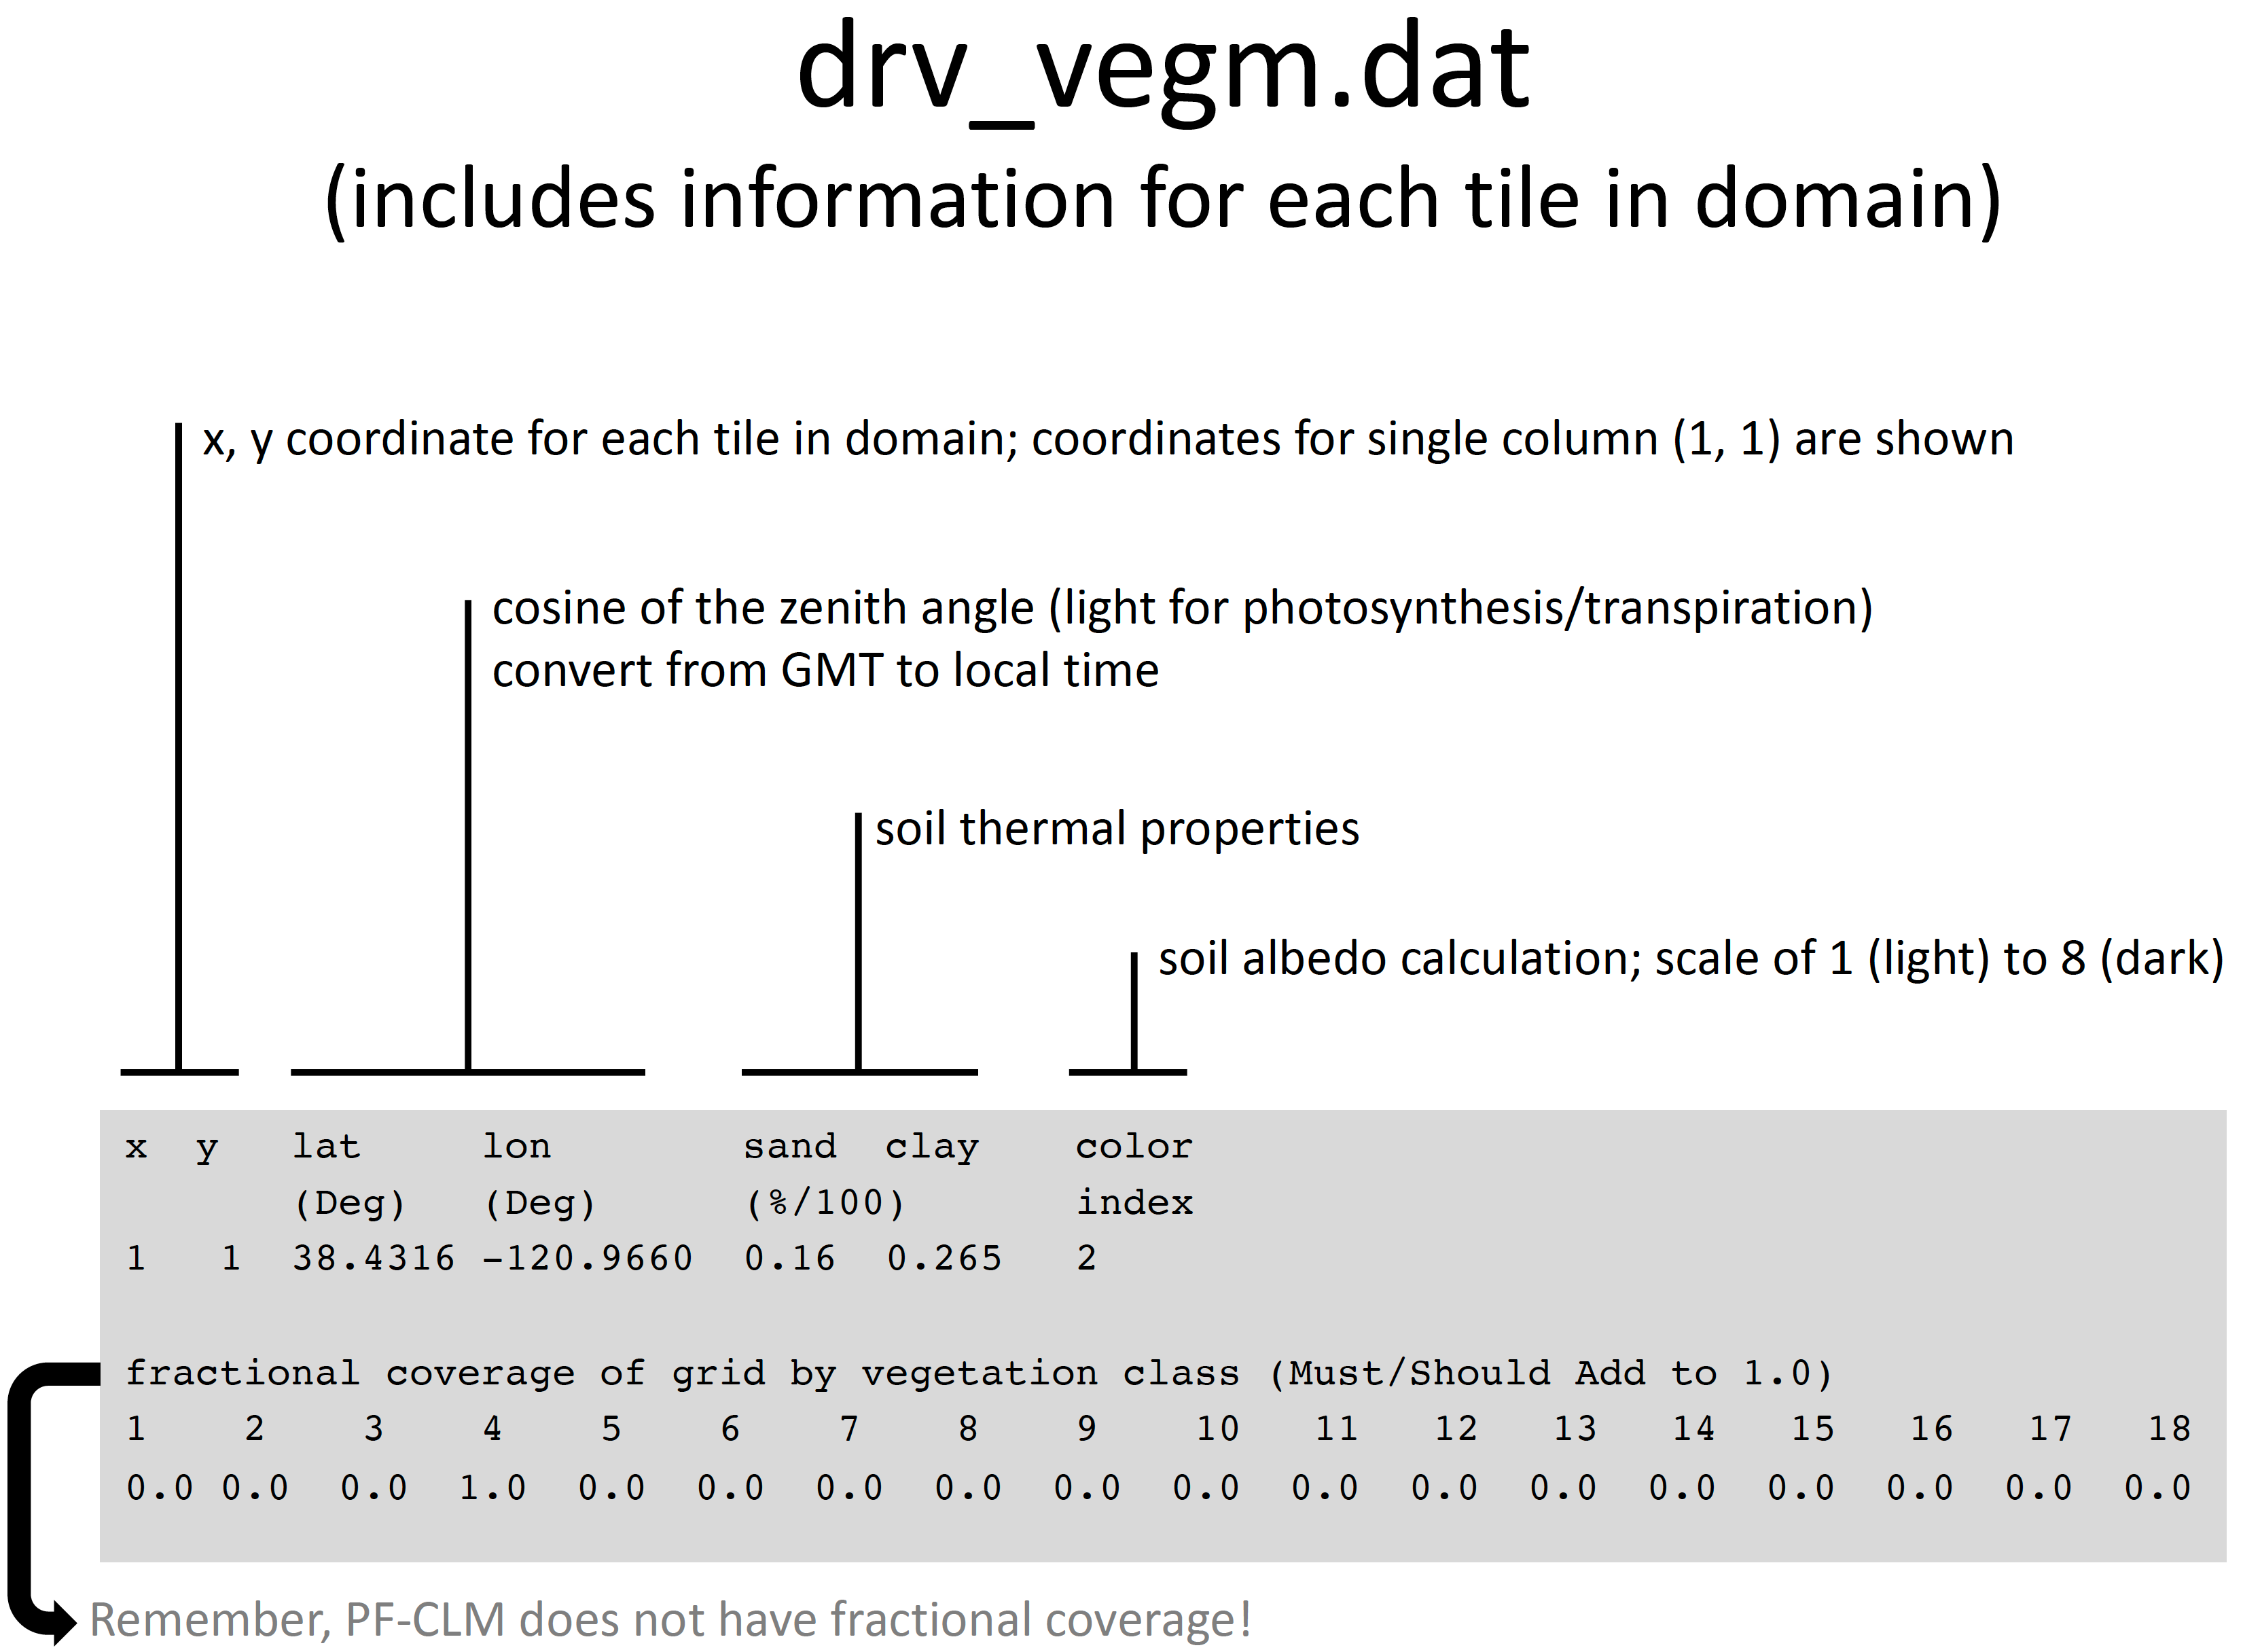 drv_vegm.dat
(includes information for each tile in domain)
x, y coordinate for each tile in domain; coordinates for single column (1, 1) are shown
cosine of the zenith angle (light for photosynthesis/transpiration)
convert from GMT to local time
soil thermal properties
soil albedo calculation; scale of 1 (light) to 8 (dark)
x y lat lon sand clay color
(Deg) (Deg) (%/100) index
1 1 38.4316 -120.9660 0.16 0.265 2
fractional coverage of grid by vegetation class (Must/Should Add to 1.0)
1 2 3 4 5 6 7 8 9 10 11 12 13 14 15 16 17 18
0.0 0.0 0.0 1.0 0.0 0.0 0.0 0.0 0.0 0.0 0.0 0.0 0.0 0.0 0.0 0.0 0.0 0.0
Remember, PF-CLM does not have fractional coverage!